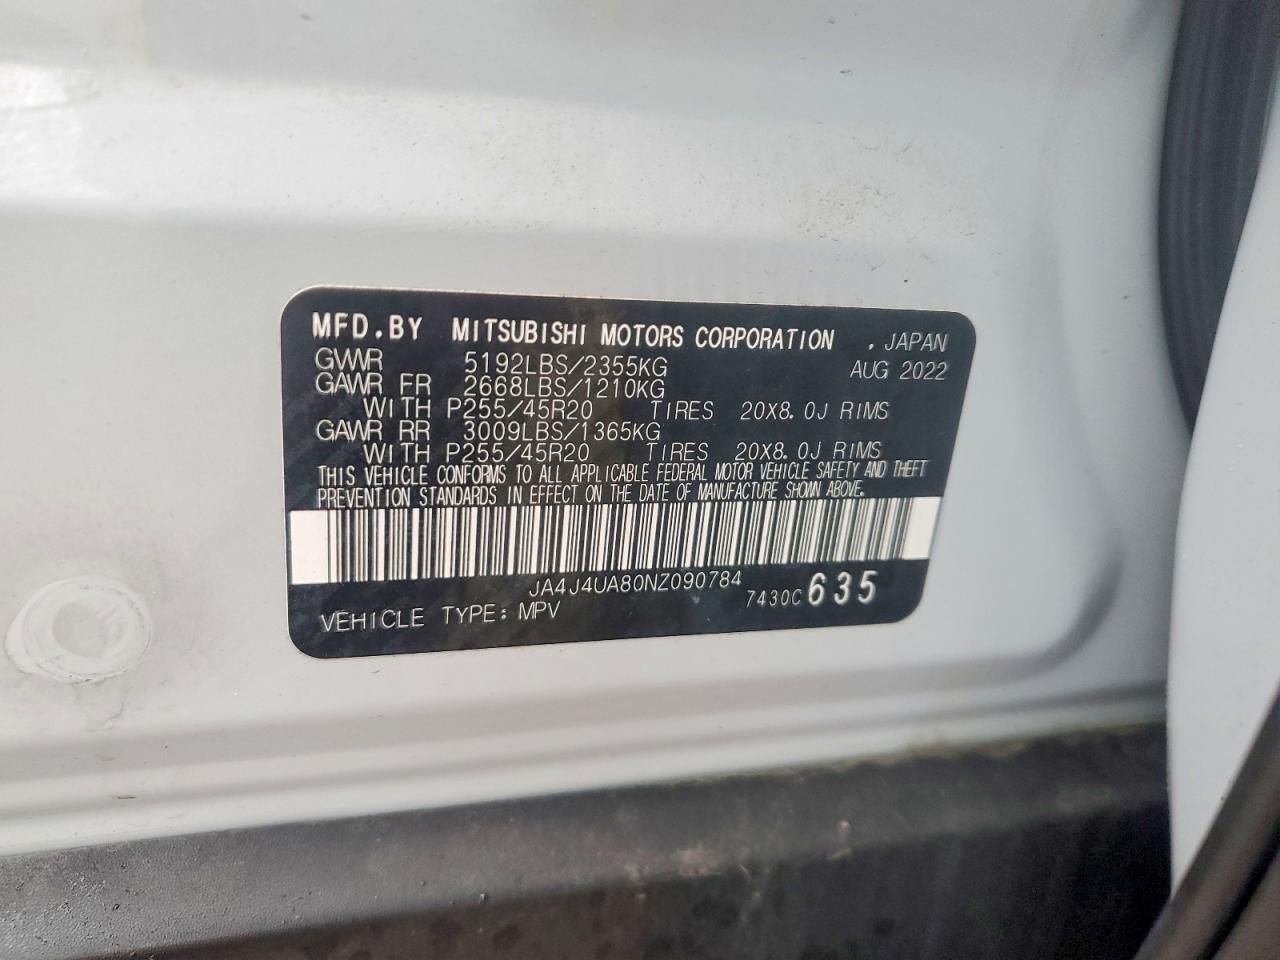 MFD.BY MITSUBISHI MOTORS CORPORATION , JAPAN
GVWR 5192LBS/2355KG AUG 2022
GAWR FR 2668LBS/1210KG
WITH P255/45R20 TIRES 20X8.0J RIMS
GAWR RR 3009LBS/1365KG
WITH P255/45R20 TIRES 20X8.0J RIMS
THIS VEHICLE CONFORMS TO ALL APPLICABLE FEDERAL MOTOR VEHICLE SAFETY AND THEFT
PREVENTION STANDARDS IN EFFECT ON THE DATE OF MANUFACTURE SHOWN ABOVE.
JA4J4UA80NZ090784 7430C 635
VEHICLE TYPE: MPV